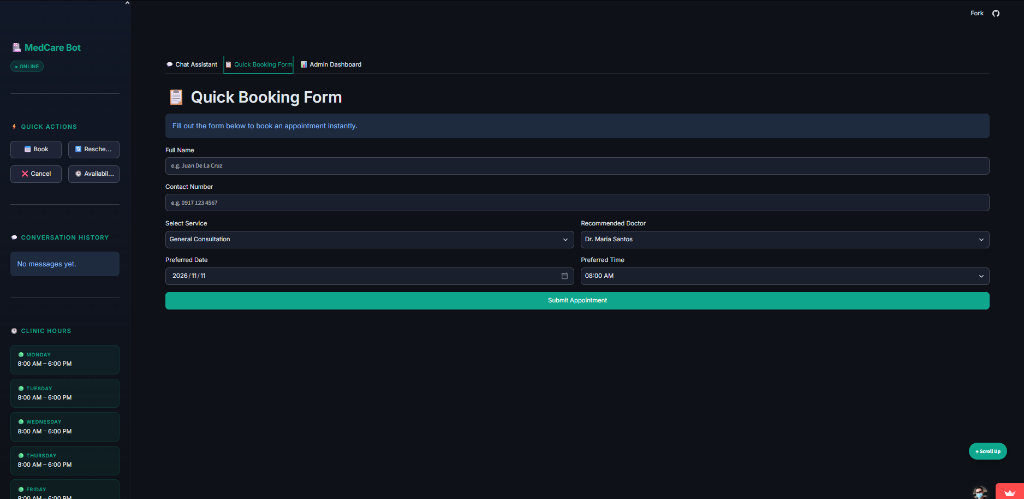 Fork
MedCare Bot
ONLINE
QUICK ACTIONS
Book
Resche...
Cancel
Availabil...
CONVERSATION HISTORY
No messages yet.
CLINIC HOURS
MONDAY
8:00 AM – 6:00 PM
TUESDAY
8:00 AM – 6:00 PM
WEDNESDAY
8:00 AM – 6:00 PM
THURSDAY
8:00 AM – 6:00 PM
FRIDAY
Chat Assistant
Quick Booking Form
Admin Dashboard
Quick Booking Form
Fill out the form below to book an appointment instantly.
Full Name
e.g. Juan De La Cruz
Contact Number
e.g. 0917 123 4567
Select Service
Recommended Doctor
General Consultation
Dr. Maria Santos
Preferred Date
Preferred Time
2026/11/11
08:00 AM
Submit Appointment
Scroll Up